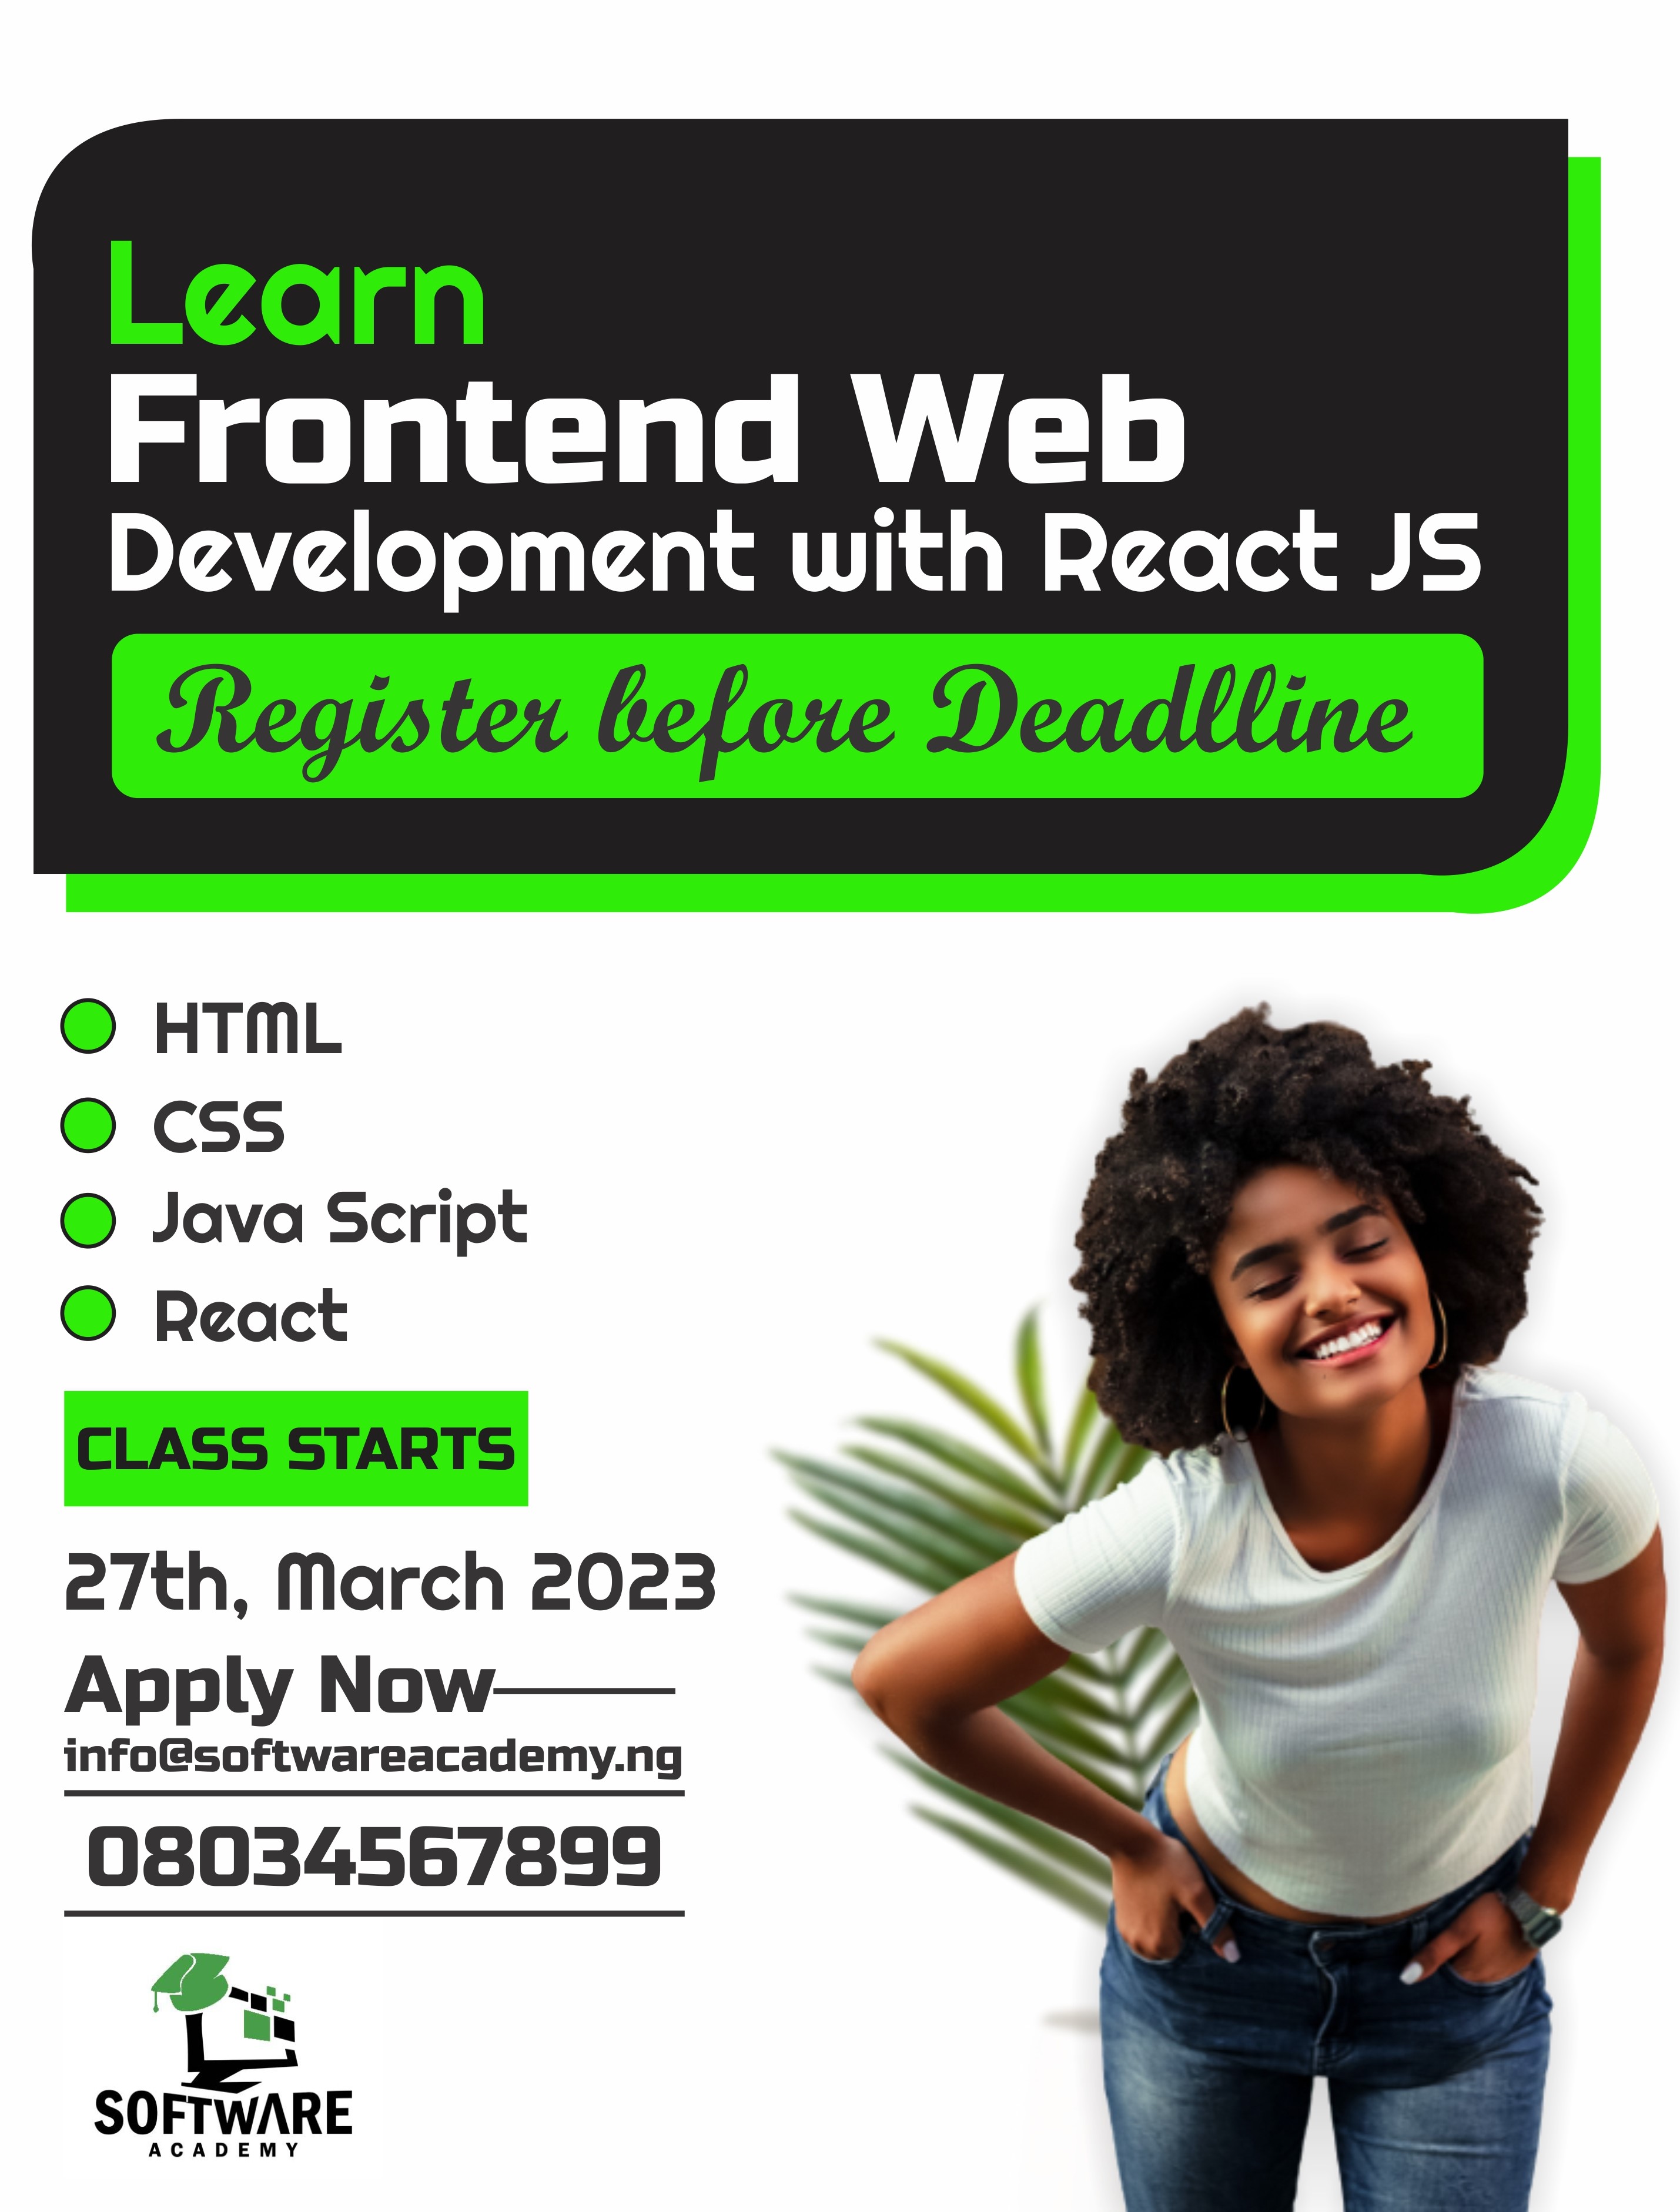 Learn
Frontend Web
Development with React JS
Register before Deadlline
HTML
CSS
Java Script
React
CLASS STARTS
27th, March 2023
Apply Now
info@softwareacademy.ng
08034567899
SOFTWARE
ACADEMY